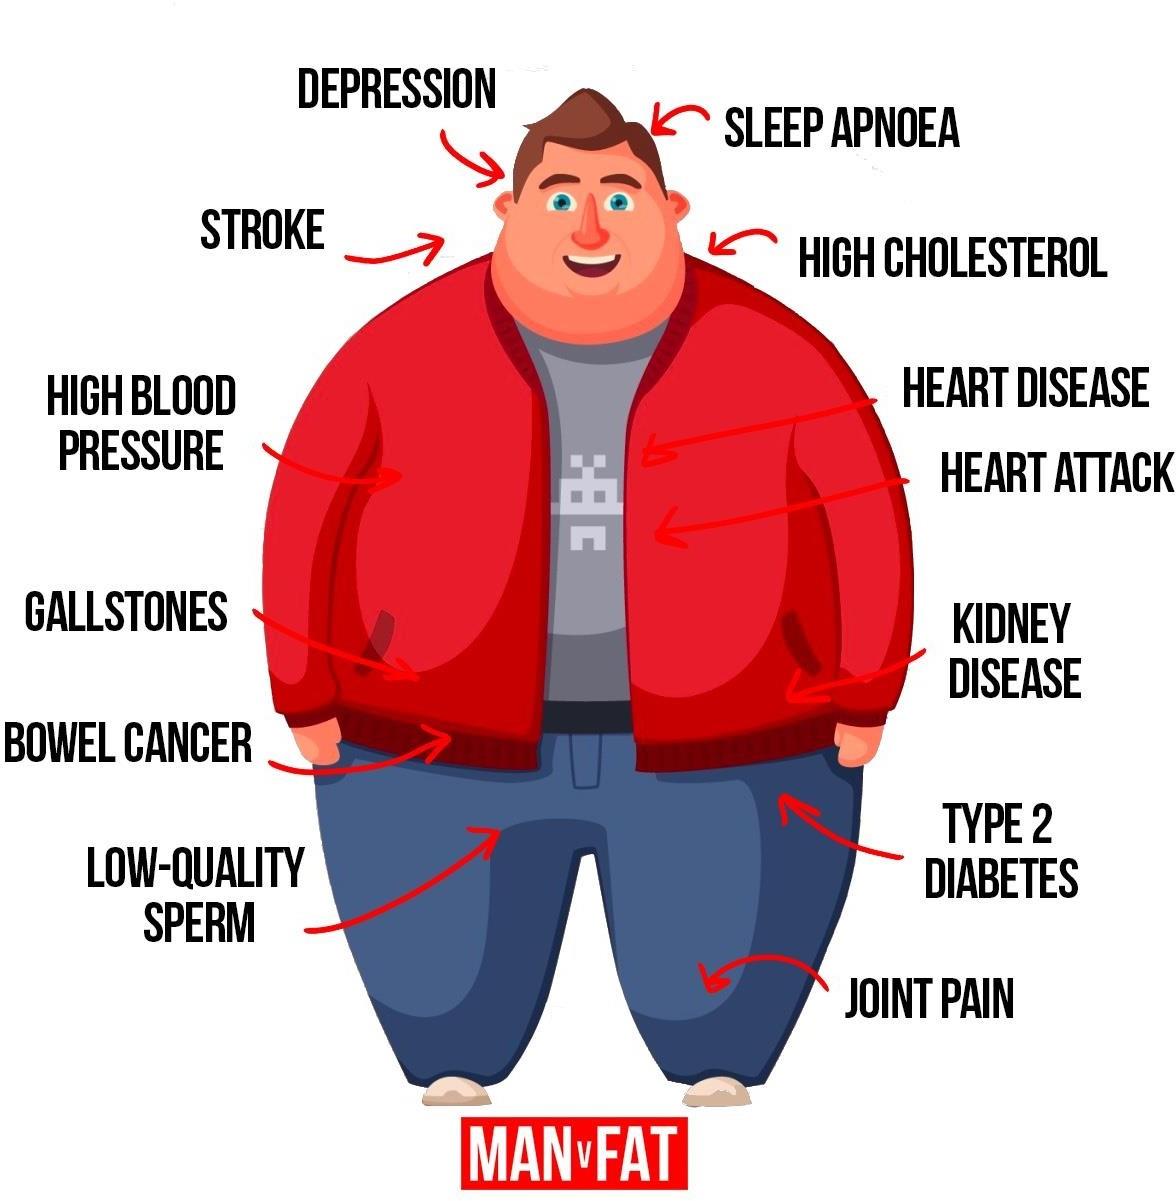 DEPRESSION
SLEEP APNOEA
STROKE
HIGH CHOLESTEROL
HIGH BLOOD
PRESSURE
HEART DISEASE
HEART ATTACK
GALLSTONES
KIDNEY
DISEASE
BOWEL CANCER
TYPE 2
DIABETES
LOW-QUALITY
SPERM
JOINT PAIN
MAN V FAT